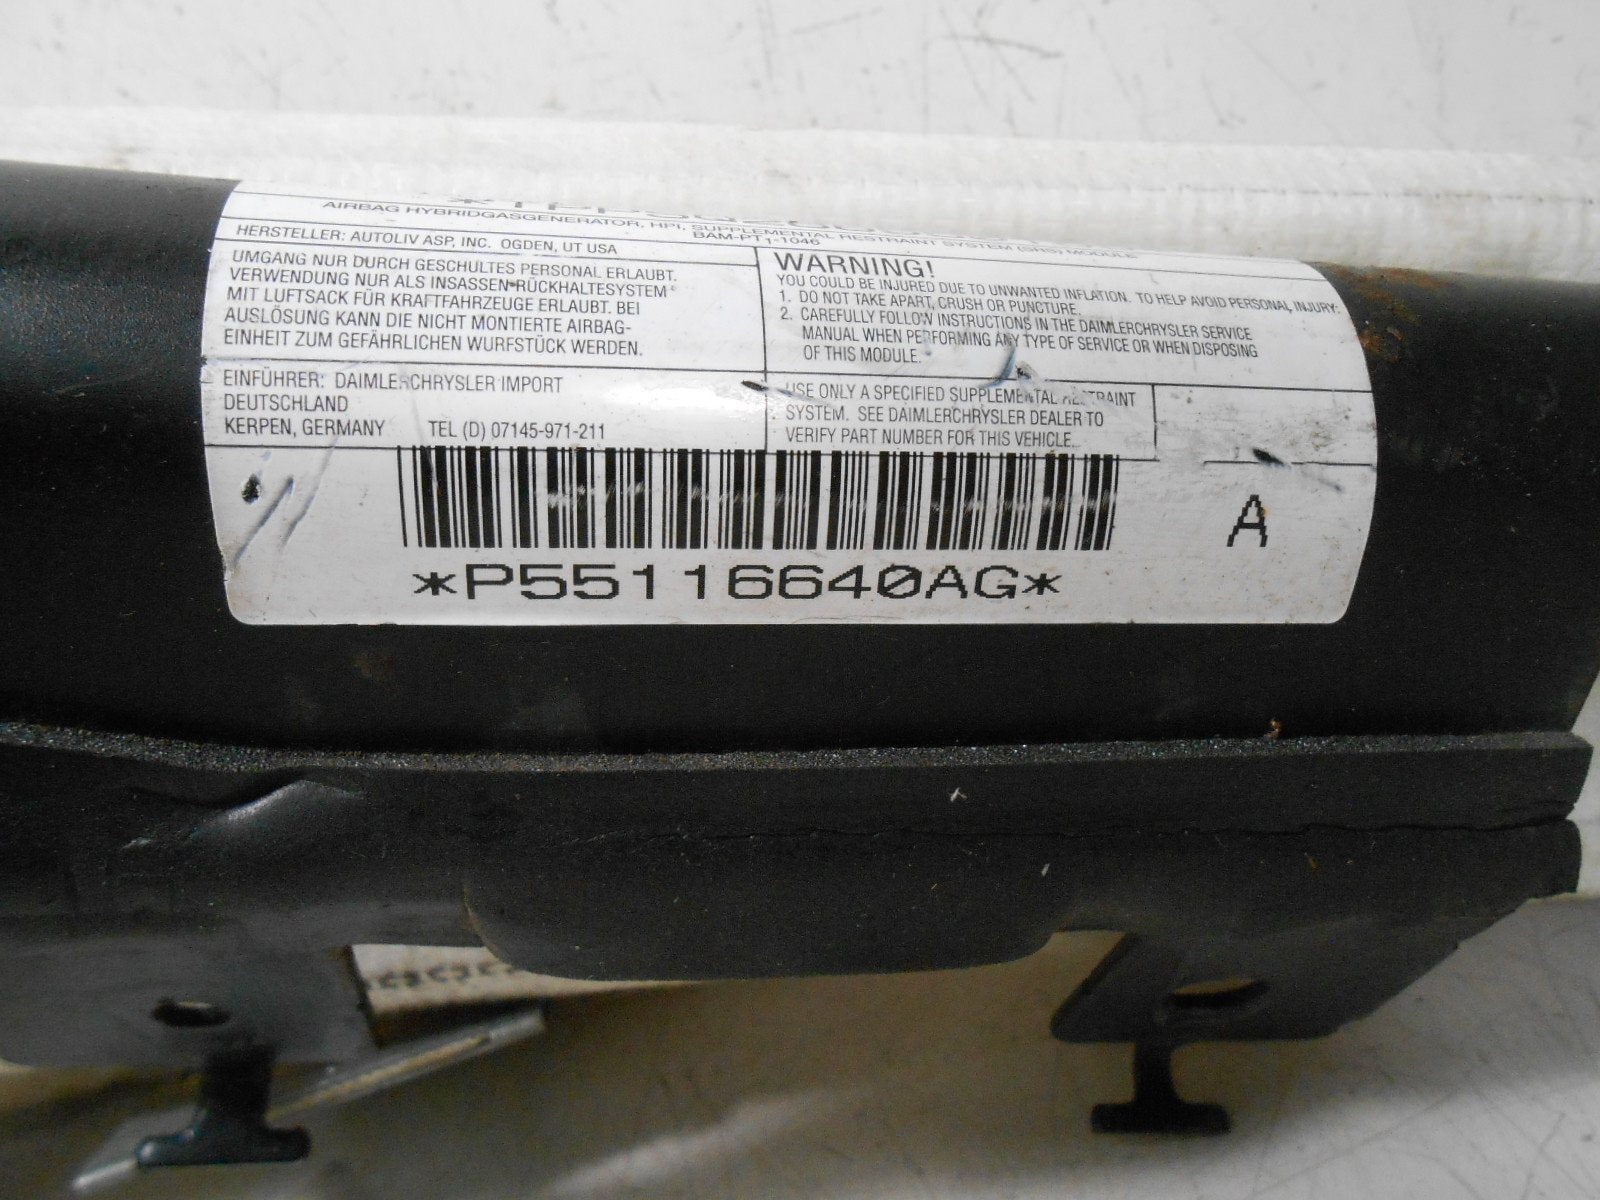 AIRBAG HYBRIDGASGENERATOR, HPI, SUPPLEMENTAL RESTRAINT SYSTEM (SRS) MODULE
BAM-PT1-1046
HERSTELLER: AUTOLIV ASP, INC. OGDEN, UT USA
UMGANG NUR DURCH GESCHULTES PERSONAL ERLAUBT.
VERWENDUNG NUR ALS INSASSEN-RÜCKHALTESYSTEM
MIT LUFTSACK FÜR KRAFTFAHRZEUGE ERLAUBT. BEI
AUSLÖSUNG KANN DIE NICHT MONTIERTE AIRBAG-
EINHEIT ZUM GEFÄHRLICHEN WURFSTÜCK WERDEN.
WARNING!
YOU COULD BE INJURED DUE TO UNWANTED INFLATION. TO HELP AVOID PERSONAL INJURY:
1. DO NOT TAKE APART, CRUSH OR PUNCTURE.
2. CAREFULLY FOLLOW INSTRUCTIONS IN THE DAIMLERCHRYSLER SERVICE
MANUAL WHEN PERFORMING ANY TYPE OF SERVICE OR WHEN DISPOSING
OF THIS MODULE.
EINFÜHRER: DAIMLERCHRYSLER IMPORT
DEUTSCHLAND
KERPEN, GERMANY TEL (D) 07145-971-211
USE ONLY A SPECIFIED SUPPLEMENTAL RESTRAINT
SYSTEM. SEE DAIMLERCHRYSLER DEALER TO
VERIFY PART NUMBER FOR THIS VEHICLE.
A
*P55116640AG*